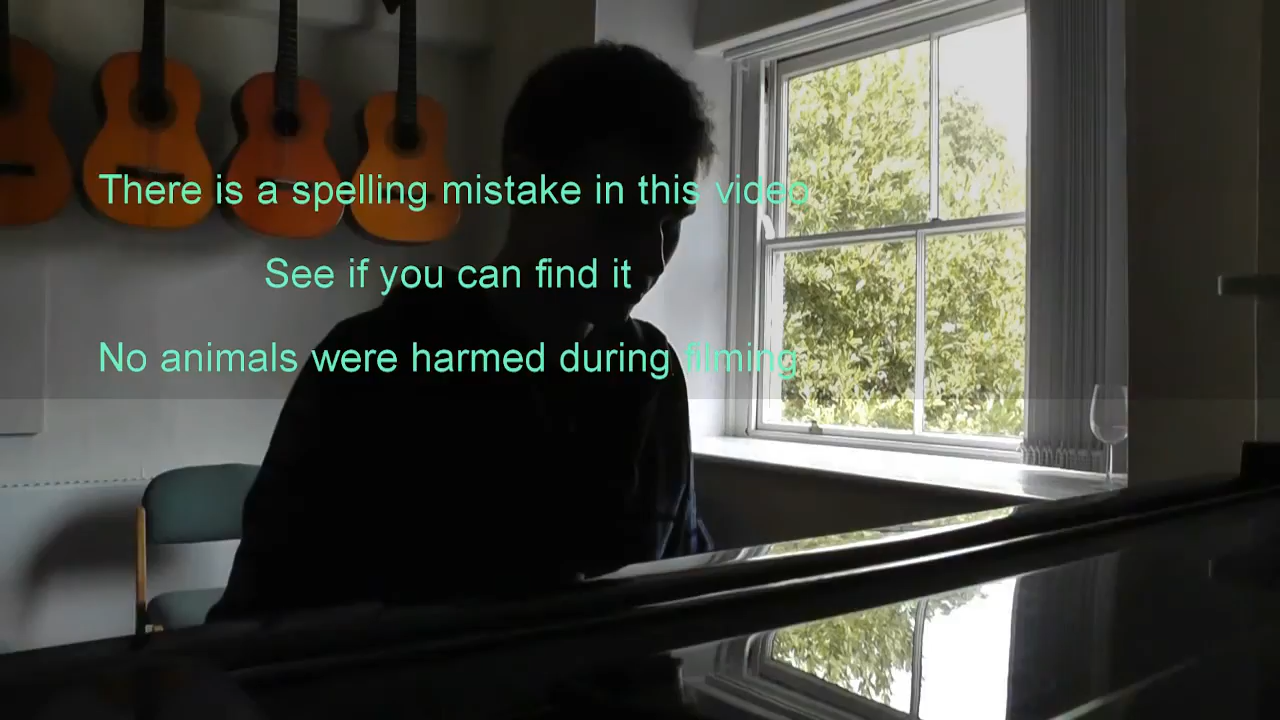 There is a spelling mistake in this video
See if you can find it
No animals were harmed during filming